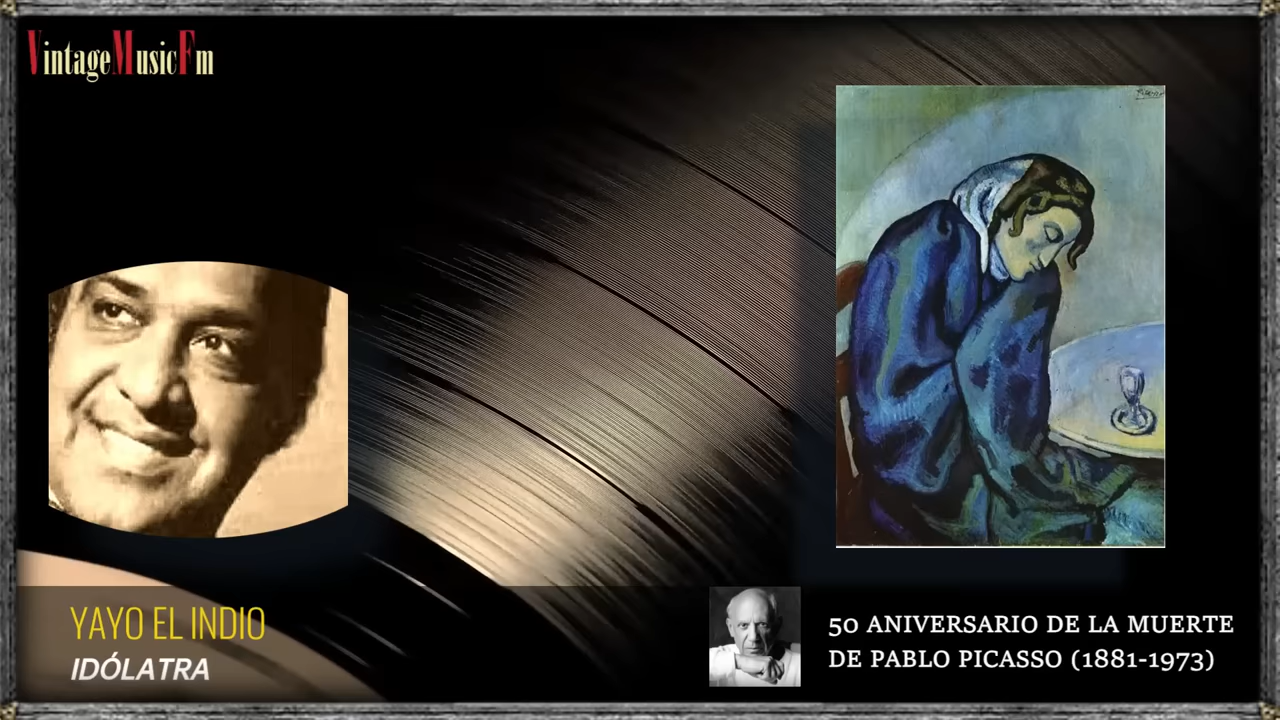 VintageMusicFm
YAYO EL INDIO
IDÓLATRA
50 ANIVERSARIO DE LA MUERTE
DE PABLO PICASSO (1881-1973)